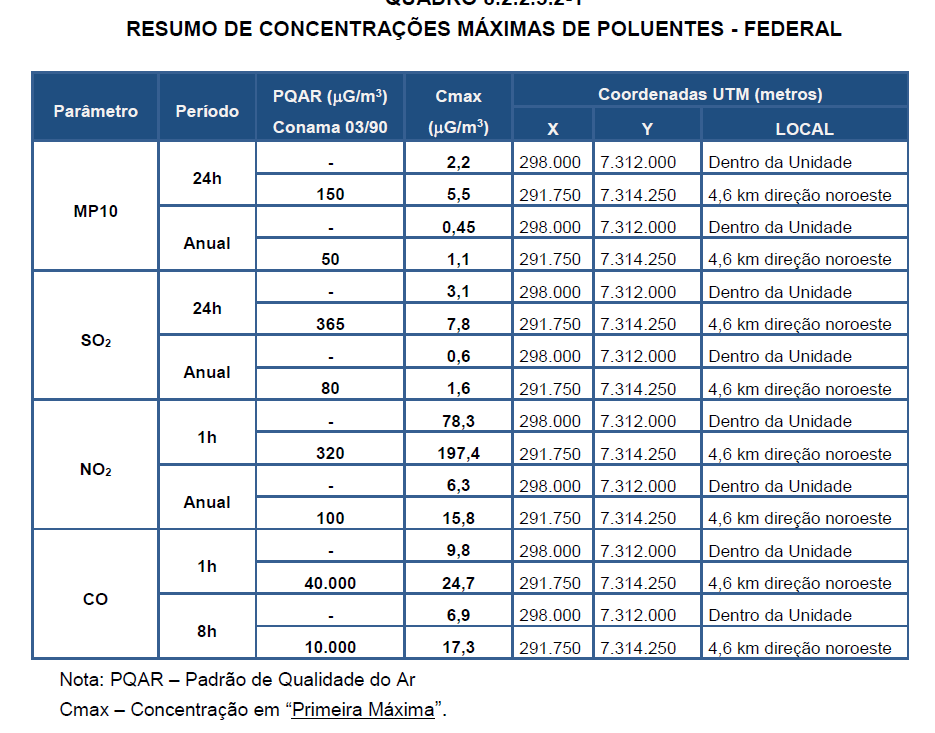 QUADRO 6.2.2.3.2-1
RESUMO DE CONCENTRAÇÕES MÁXIMAS DE POLUENTES - FEDERAL
Parâmetro Período PQAR (µG/m³) Conama 03/90 Cmax (µG/m³) Coordenadas UTM (metros)
X Y LOCAL
MP10 24h - 2,2 298.000 7.312.000 Dentro da Unidade
150 5,5 291.750 7.314.250 4,6 km direção noroeste
Anual - 0,45 298.000 7.312.000 Dentro da Unidade
50 1,1 291.750 7.314.250 4,6 km direção noroeste
SO₂ 24h - 3,1 298.000 7.312.000 Dentro da Unidade
365 7,8 291.750 7.314.250 4,6 km direção noroeste
Anual - 0,6 298.000 7.312.000 Dentro da Unidade
80 1,6 291.750 7.314.250 4,6 km direção noroeste
NO₂ 1h - 78,3 298.000 7.312.000 Dentro da Unidade
320 197,4 291.750 7.314.250 4,6 km direção noroeste
Anual - 6,3 298.000 7.312.000 Dentro da Unidade
100 15,8 291.750 7.314.250 4,6 km direção noroeste
CO 1h - 9,8 298.000 7.312.000 Dentro da Unidade
40.000 24,7 291.750 7.314.250 4,6 km direção noroeste
8h - 6,9 298.000 7.312.000 Dentro da Unidade
10.000 17,3 291.750 7.314.250 4,6 km direção noroeste
Nota: PQAR – Padrão de Qualidade do Ar
Cmax – Concentração em “Primeira Máxima”.